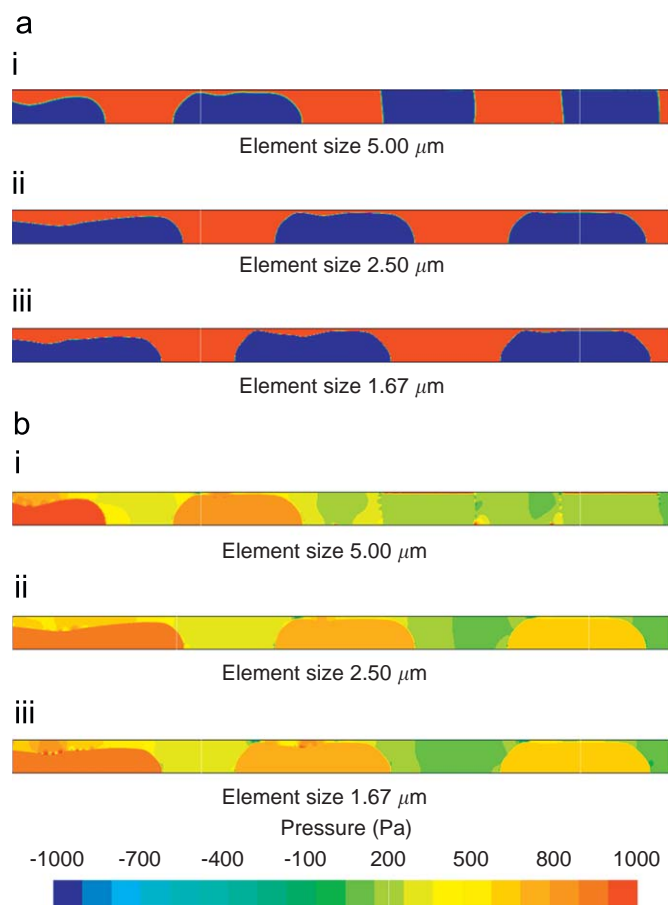 a
i
Element size 5.00 μm
ii
Element size 2.50 μm
iii
Element size 1.67 μm
b
i
Element size 5.00 μm
ii
Element size 2.50 μm
iii
Element size 1.67 μm
Pressure (Pa)
-1000 -700 -400 -100 200 500 800 1000